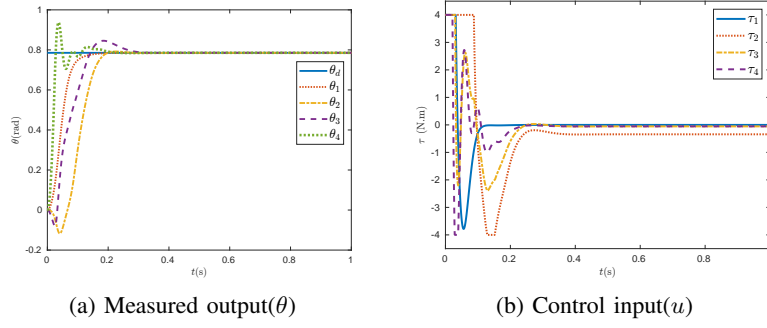 1
0.8
0.6
0.4
0.2
0
-0.2
θ(rad)
0 0.2 0.4 0.6 0.8 1
t(s)
θd
θ1
θ2
θ3
θ4
(a) Measured output(θ)
4
3
2
1
0
-1
-2
-3
-4
τ (N.m)
0 0.2 0.4 0.6 0.8
t(s)
τ1
τ2
τ3
τ4
(b) Control input(u)